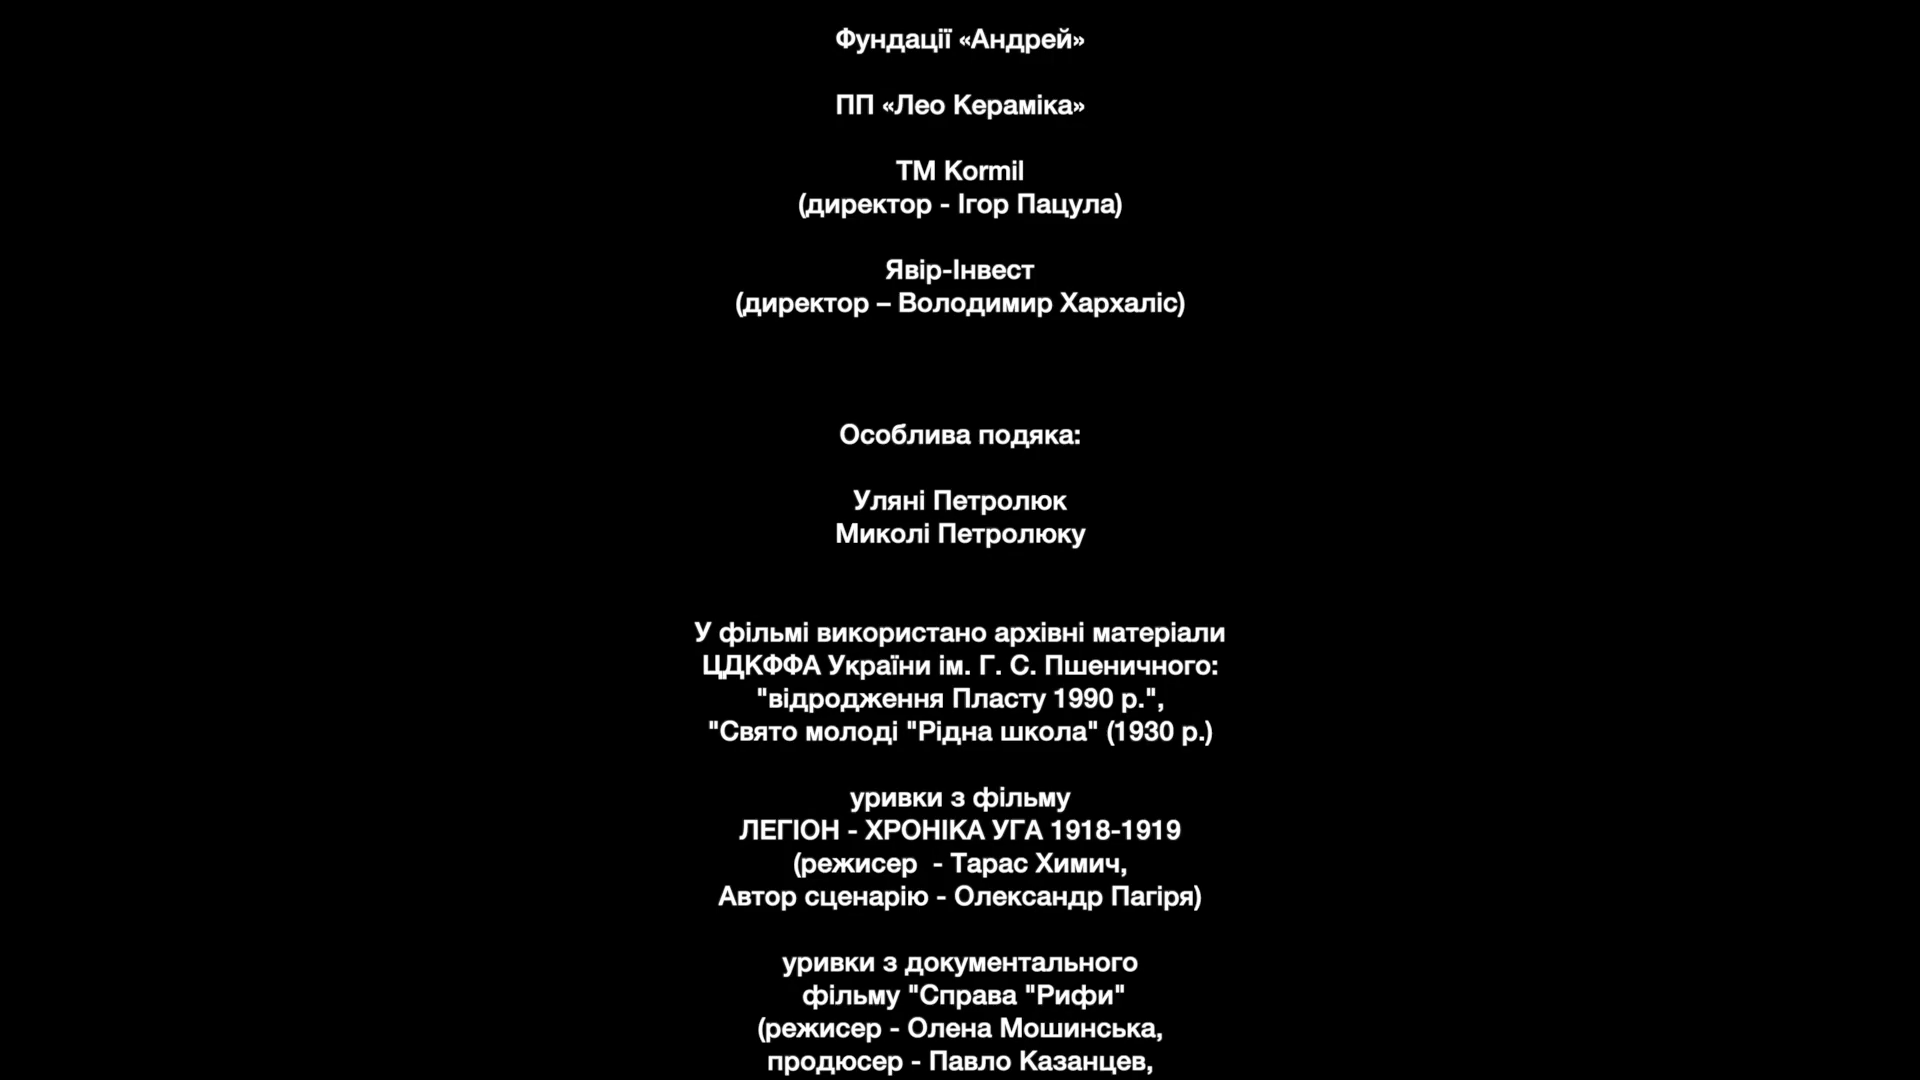 Фундації «Андрей»
ПП «Лео Кераміка»
ТМ Kormil
(директор - Ігор Пацула)
Явір-Інвест
(директор – Володимир Хархаліс)
Особлива подяка:
Уляні Петролюк
Миколі Петролюку
У фільмі використано архівні матеріали
ЦДКФФА України ім. Г. С. Пшеничного:
"відродження Пласту 1990 р.",
"Свято молоді "Рідна школа" (1930 р.)
уривки з фільму
ЛЕГІОН - ХРОНІКА УГА 1918-1919
(режисер  - Тарас Химич,
Автор сценарію - Олександр Пагіря)
уривки з документального
фільму "Справа "Рифи"
(режисер - Олена Мошинська,
продюсер - Павло Казанцев,